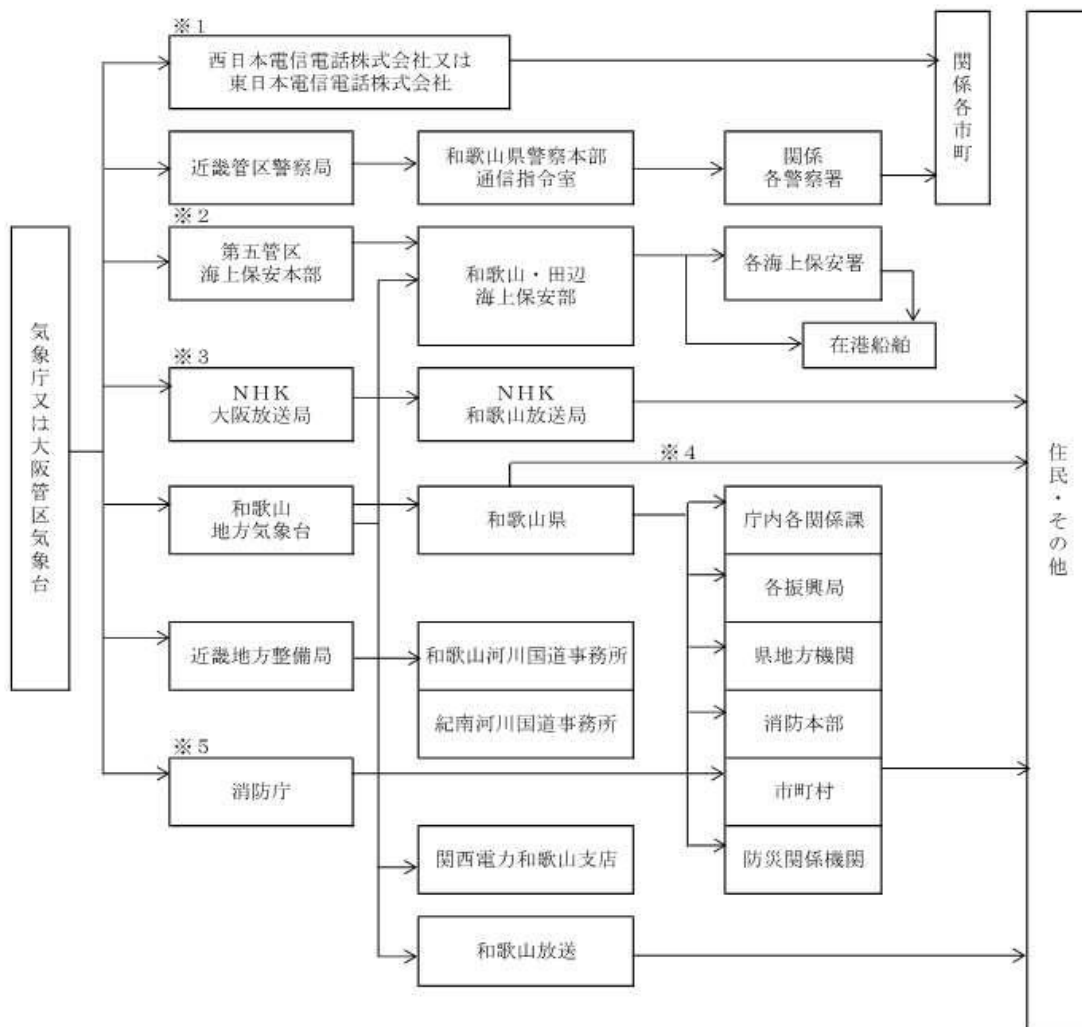 ※１
西日本電信電話株式会社又は
東日本電信電話株式会社
関係各市町
近畿管区警察局
和歌山県警察本部
通信指令室
関係
各警察署
※２
第五管区
海上保安本部
和歌山・田辺
海上保安部
各海上保安署
在港船舶
気象庁又は大阪管区気象台
※３
NHK
大阪放送局
NHK
和歌山放送局
※４
住民・その他
和歌山
地方気象台
和歌山県
庁内各関係課
各振興局
近畿地方整備局
和歌山河川国道事務所
県地方機関
紀南河川国道事務所
消防本部
※５
消防庁
市町村
関西電力和歌山支店
防災関係機関
和歌山放送